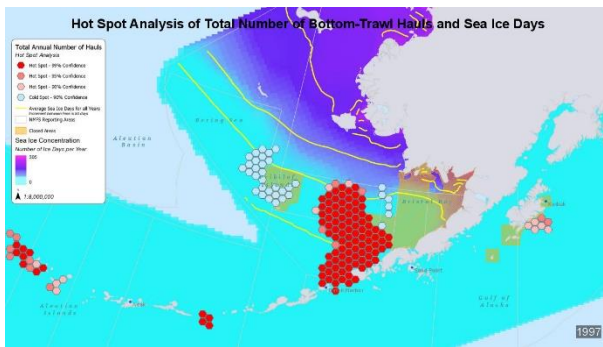 Hot Spot Analysis of Total Number of Bottom-Trawl Hauls and Sea Ice Days
Total Annual Number of Hauls
Hot Spot Analysis
Hot Spot - 99% Confidence
Hot Spot - 95% Confidence
Hot Spot - 90% Confidence
Cold Spot - 90% Confidence
Average Sea Ice Days for all Years
NMFS Reporting Areas
Closed Areas
Sea Ice Concentration
Number of Ice Days per Year
0
1:8,000,000
Bering Sea
Aleutian
Basin
Bristol Bay
Aleutian
Islands
Gulf of
Alaska
1997